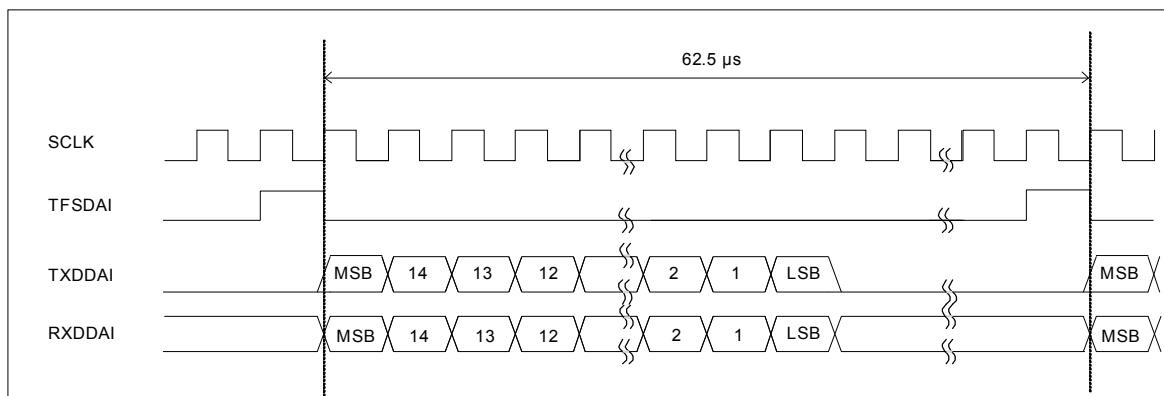 62.5 µs
SCLK
TFSDAI
TXDDAI MSB 14 13 12 2 1 LSB MSB
RXDDAI MSB 14 13 12 2 1 LSB MSB